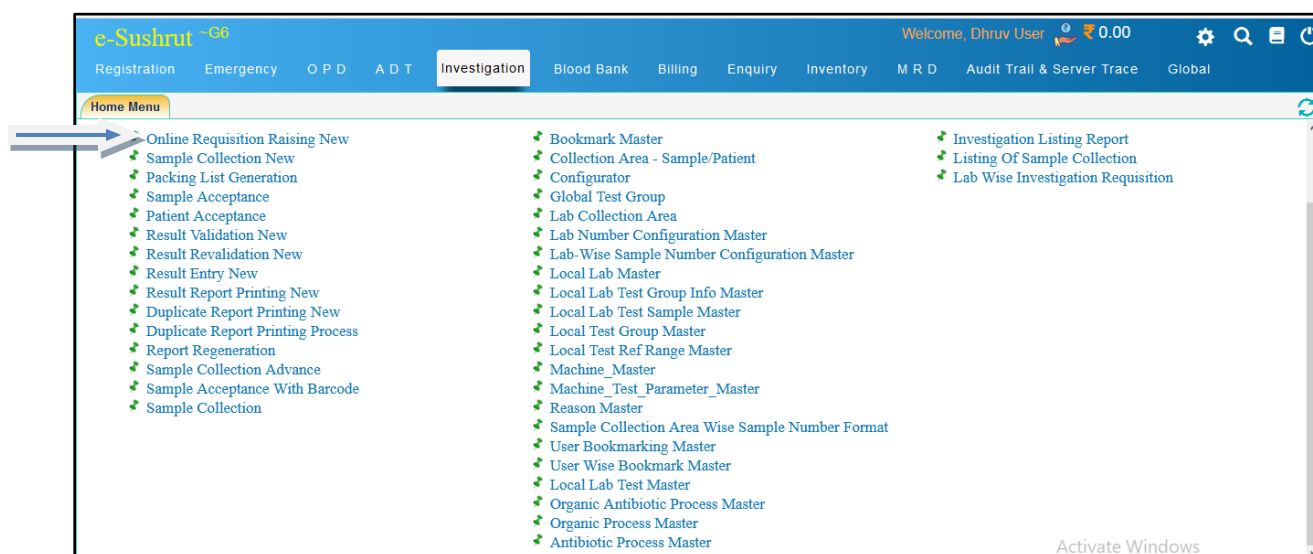 e-Sushrut ~G6
Welcome, Dhruv User ₹ 0.00
Registration Emergency O P D A D T Investigation Blood Bank Billing Enquiry Inventory M R D Audit Trail & Server Trace Global
Home Menu
Online Requisition Raising New
Sample Collection New
Packing List Generation
Sample Acceptance
Patient Acceptance
Result Validation New
Result Revalidation New
Result Entry New
Result Report Printing New
Duplicate Report Printing New
Duplicate Report Printing Process
Report Regeneration
Sample Collection Advance
Sample Acceptance With Barcode
Sample Collection
Bookmark Master
Collection Area - Sample/Patient
Configurator
Global Test Group
Lab Collection Area
Lab Number Configuration Master
Lab-Wise Sample Number Configuration Master
Local Lab Master
Local Lab Test Group Info Master
Local Lab Test Sample Master
Local Test Group Master
Local Test Ref Range Master
Machine_Master
Machine_Test_Parameter_Master
Reason Master
Sample Collection Area Wise Sample Number Format
User Bookmarking Master
User Wise Bookmark Master
Local Lab Test Master
Organic Antibiotic Process Master
Organic Process Master
Antibiotic Process Master
Investigation Listing Report
Listing Of Sample Collection
Lab Wise Investigation Requisition
Activate Windows